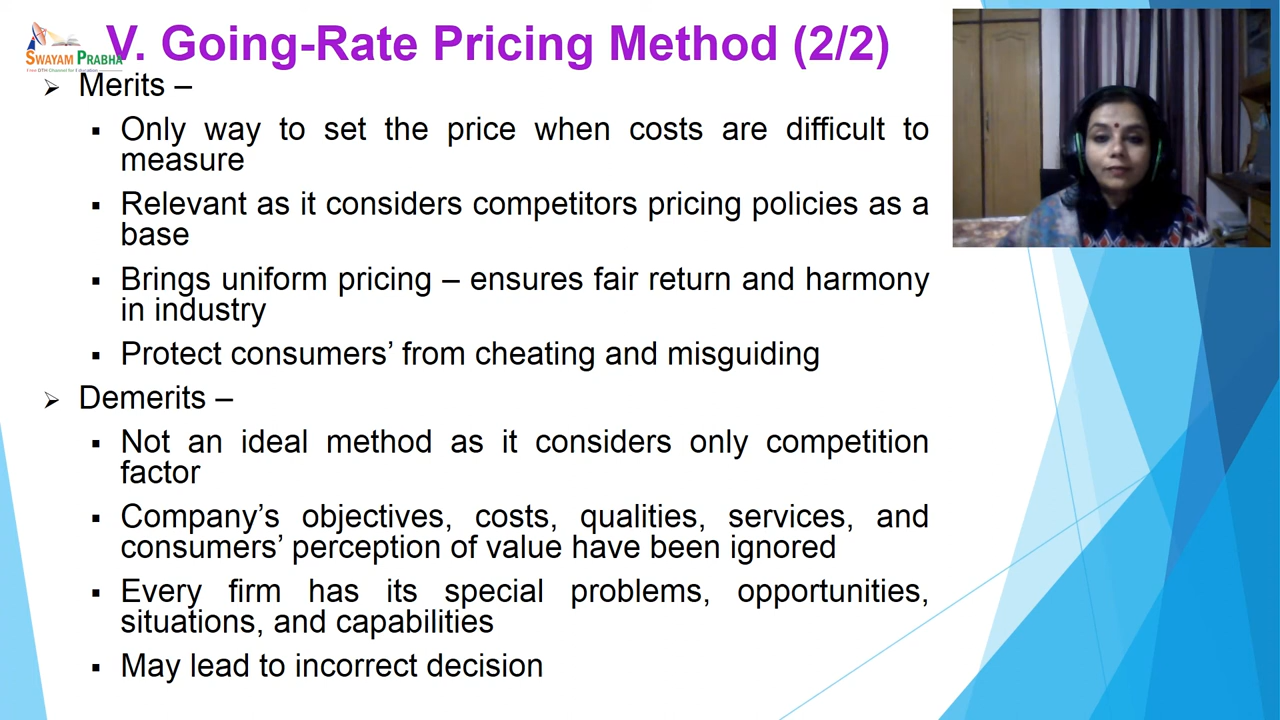 V. Going-Rate Pricing Method (2/2)
SWAYAM PRABHA
Merits –
Only way to set the price when costs are difficult to
measure
Relevant as it considers competitors pricing policies as a
base
Brings uniform pricing – ensures fair return and harmony
in industry
Protect consumers’ from cheating and misguiding
Demerits –
Not an ideal method as it considers only competition
factor
Company’s objectives, costs, qualities, services, and
consumers’ perception of value have been ignored
Every firm has its special problems, opportunities,
situations, and capabilities
May lead to incorrect decision